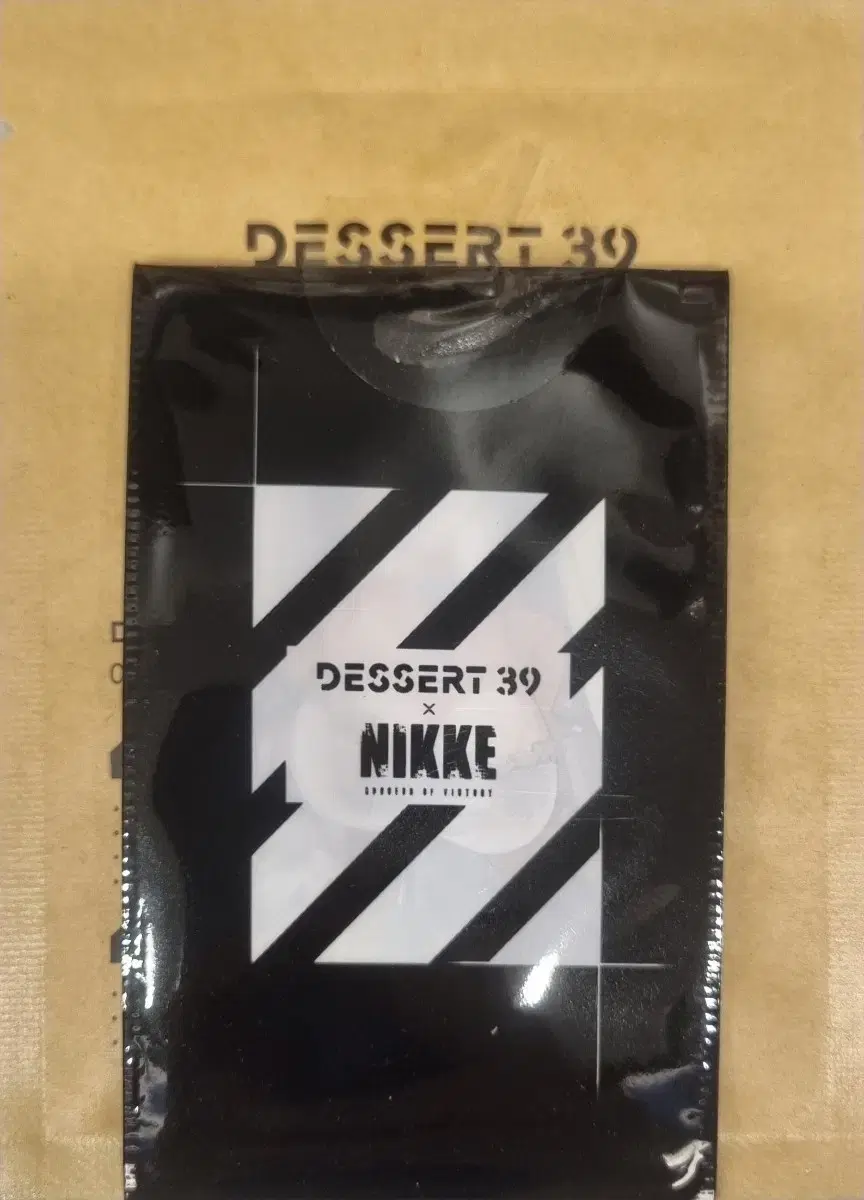 DESSERT 39
DESSERT 39
×
NIKKE
GODDESS OF VICTORY